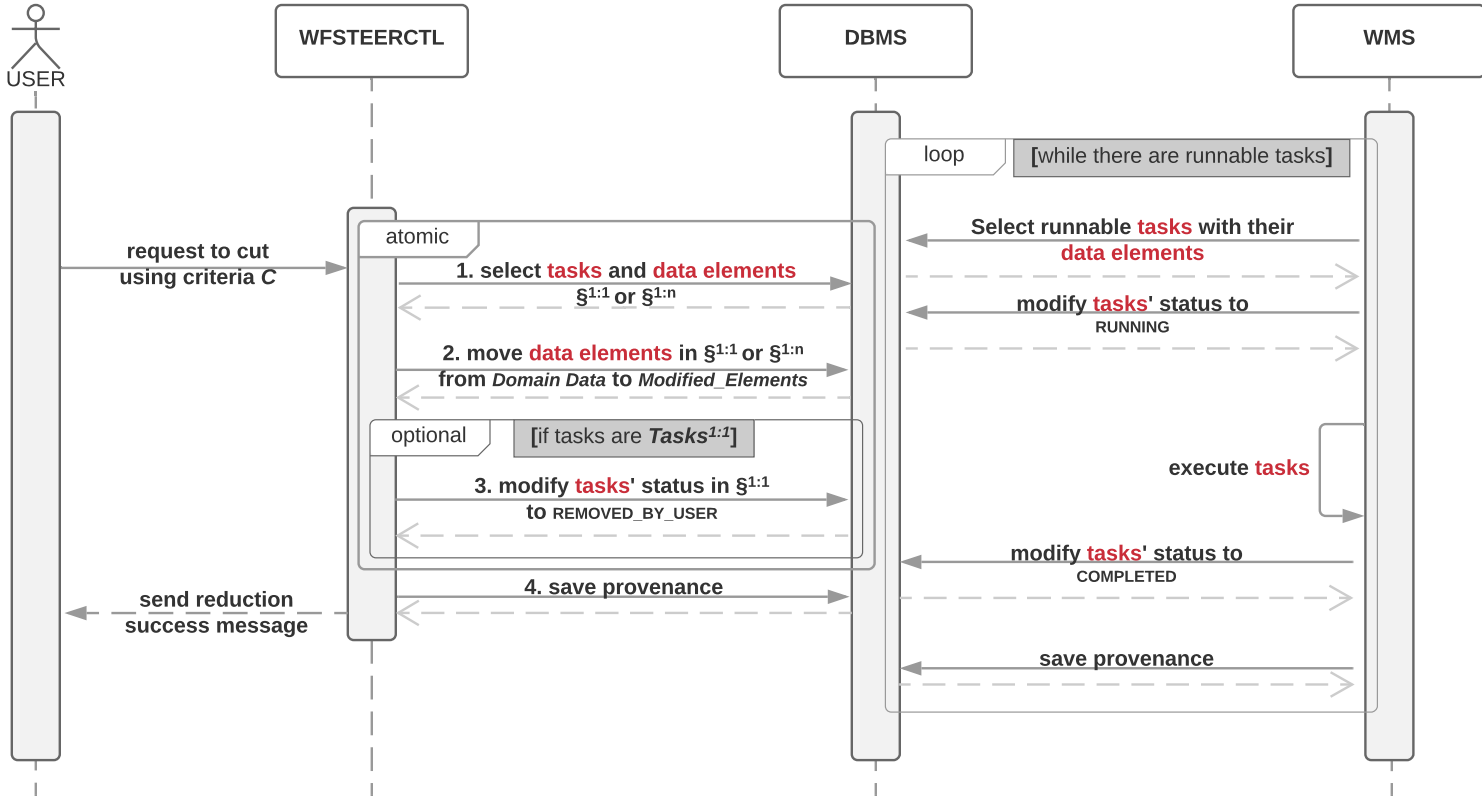 USER
WFSTEERCTL
DBMS
WMS
loop
[while there are runnable tasks]
atomic
request to cut
using criteria C
1. select tasks and data elements
§1:1 or §1:n
2. move data elements in §1:1 or §1:n
from Domain Data to Modified_Elements
optional
[if tasks are Tasks1:1]
3. modify tasks' status in §1:1
to REMOVED_BY_USER
4. save provenance
send reduction
success message
Select runnable tasks with their
data elements
modify tasks' status to
RUNNING
execute tasks
modify tasks' status to
COMPLETED
save provenance